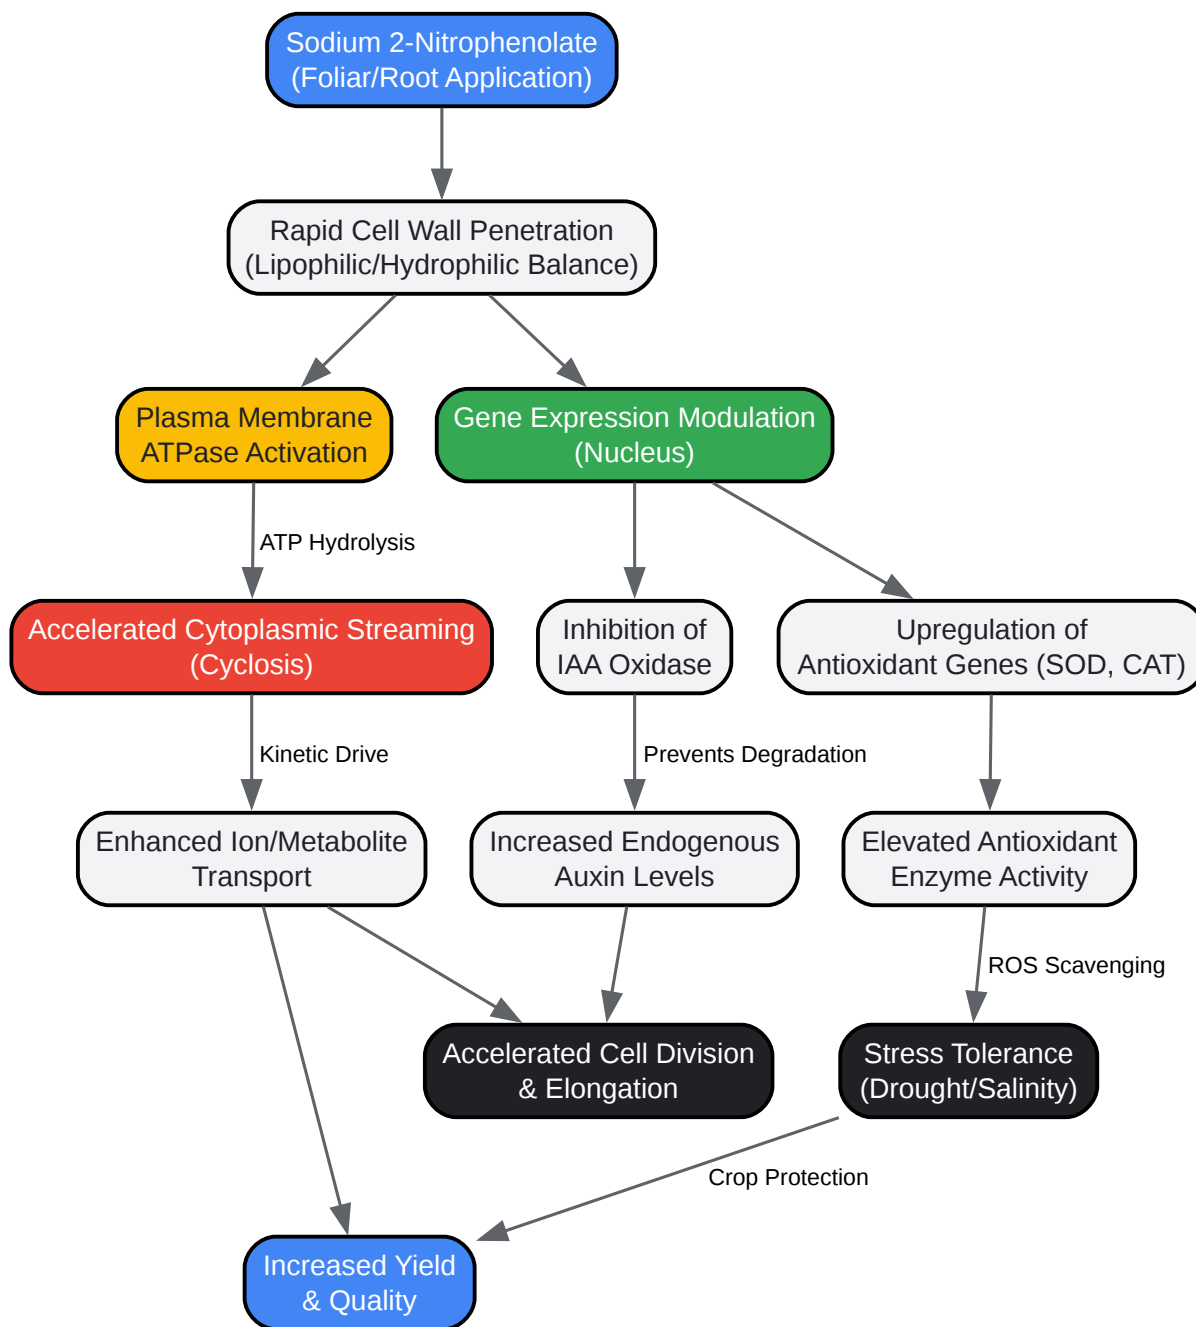 Sodium 2-Nitrophenolate
(Foliar/Root Application)
Rapid Cell Wall Penetration
(Lipophilic/Hydrophilic Balance)
Plasma Membrane
ATPase Activation
Gene Expression Modulation
(Nucleus)
ATP Hydrolysis
Accelerated Cytoplasmic Streaming
(Cyclosis)
Inhibition of
IAA Oxidase
Upregulation of
Antioxidant Genes (SOD, CAT)
Kinetic Drive
Prevents Degradation
Enhanced Ion/Metabolite
Transport
Increased Endogenous
Auxin Levels
Elevated Antioxidant
Enzyme Activity
ROS Scavenging
Accelerated Cell Division
& Elongation
Stress Tolerance
(Drought/Salinity)
Crop Protection
Increased Yield
& Quality